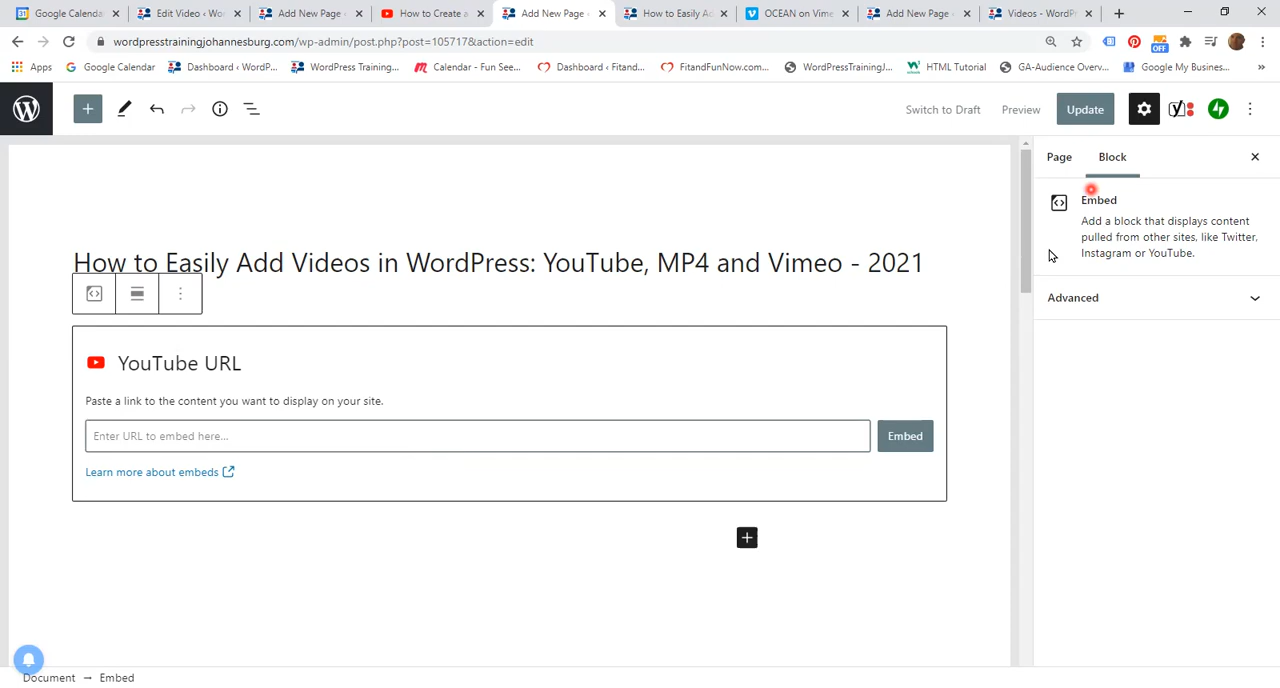 Google Calenda
Edit Video ‹ Wo
Add New Page ‹
How to Create a
Add New Page ‹
How to Easily Ad
OCEAN on Vime
Add New Page ‹
Videos - WordPr
wordpresstrainingjohannesburg.com/wp-admin/post.php?post=105717&action=edit
OFF
Apps
Google Calendar
Dashboard ‹ WordP...
WordPress Training...
Calendar - Fun See...
Dashboard ‹ Fitand...
FitandFunNow.com...
WordPressTrainingJ...
HTML Tutorial
GA-Audience Overv...
Google My Business...
»
Switch to Draft
Preview
Update
Page
Block
Embed
Add a block that displays content
pulled from other sites, like Twitter,
Instagram or YouTube.
Advanced
How to Easily Add Videos in WordPress: YouTube, MP4 and Vimeo - 2021
YouTube URL
Paste a link to the content you want to display on your site.
Enter URL to embed here...
Embed
Learn more about embeds
Document → Embed